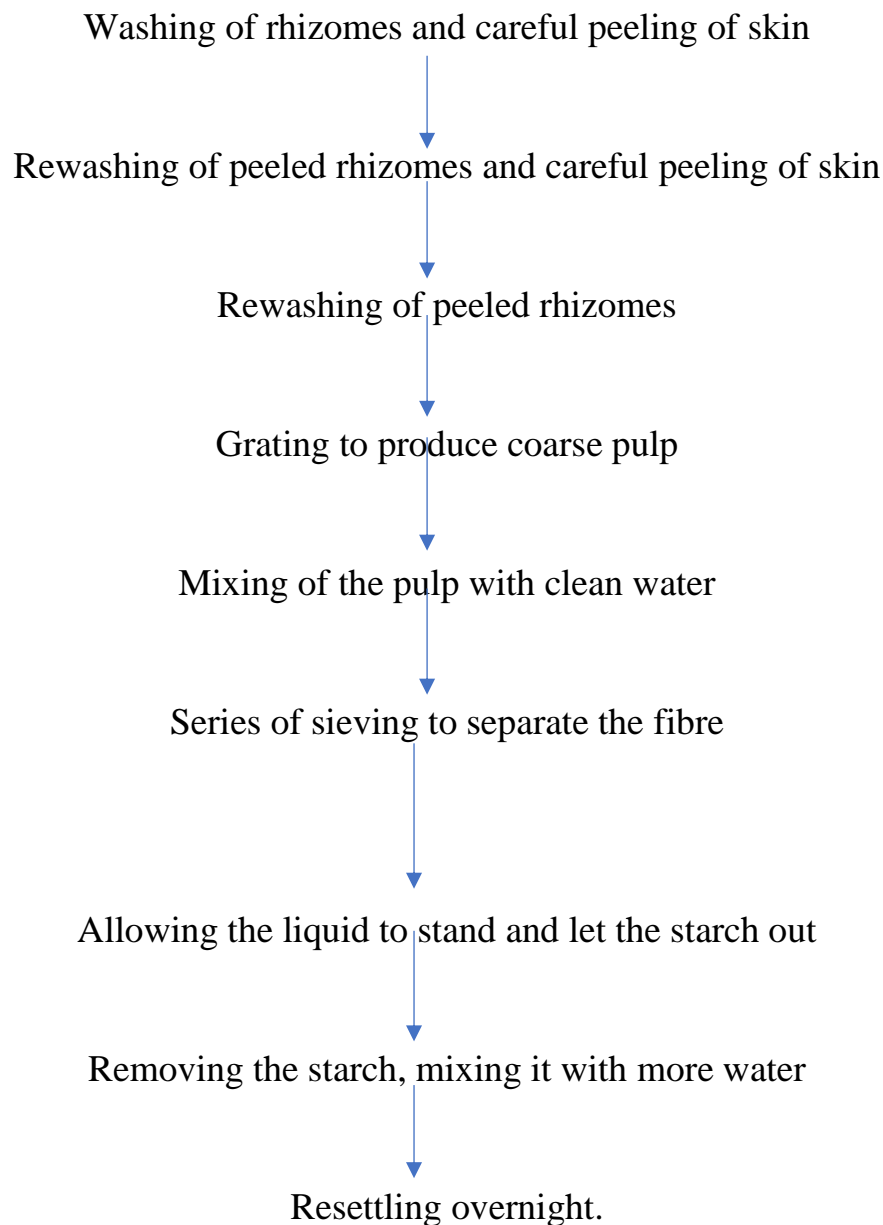 Washing of rhizomes and careful peeling of skin
Rewashing of peeled rhizomes and careful peeling of skin
Rewashing of peeled rhizomes
Grating to produce coarse pulp
Mixing of the pulp with clean water
Series of sieving to separate the fibre
Allowing the liquid to stand and let the starch out
Removing the starch, mixing it with more water
Resettling overnight.